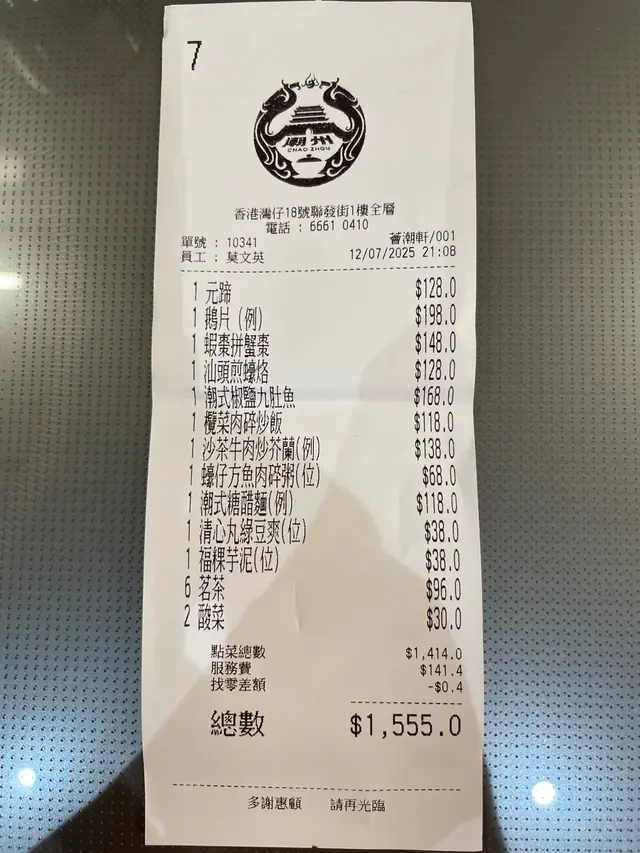 7
潮州
CHAO ZHOU
香港灣仔18號聯發街1樓全層
電話 : 6661 0410
單號 : 10341 薈潮軒/001
員工 : 莫文英 12/07/2025 21:08
1 元蹄 $128.0
1 鵝片 (例) $198.0
1 蝦棗拼蟹棗 $148.0
1 汕頭煎蠔烙 $128.0
1 潮式椒鹽九肚魚 $168.0
1 欖菜肉碎炒飯 $118.0
1 沙茶牛肉炒芥蘭(例) $138.0
1 蠔仔方魚肉碎粥(位) $68.0
1 潮式糖醋麵(例) $118.0
1 清心丸綠豆爽(位) $38.0
1 福粿芋泥(位) $38.0
6 茗茶 $96.0
2 酸菜 $30.0
點菜總數 $1,414.0
服務費 $141.4
找零差額 -$0.4
總數 $1,555.0
多謝惠顧 請再光臨